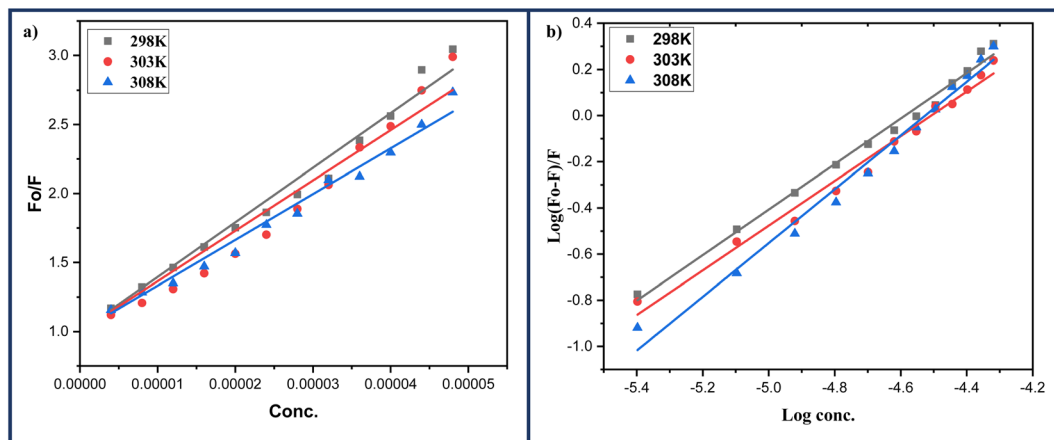 a)
298K
303K
308K
Fo/F
3.0
2.5
2.0
1.5
1.0
0.00000 0.00001 0.00002 0.00003 0.00004 0.00005
Conc.
b)
298K
303K
308K
Log(Fo-F)/F
0.4
0.2
0.0
-0.2
-0.4
-0.6
-0.8
-1.0
-5.4 -5.2 -5.0 -4.8 -4.6 -4.4 -4.2
Log conc.